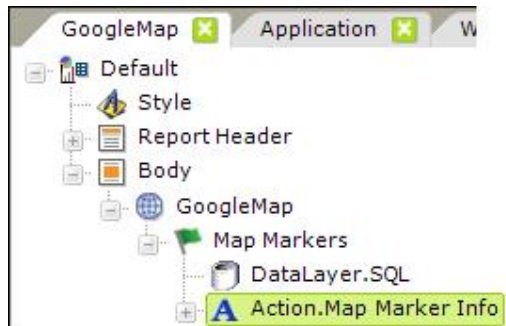 GoogleMap Application W
Default
Style
Report Header
Body
GoogleMap
Map Markers
DataLayer.SQL
Action.Map Marker Info